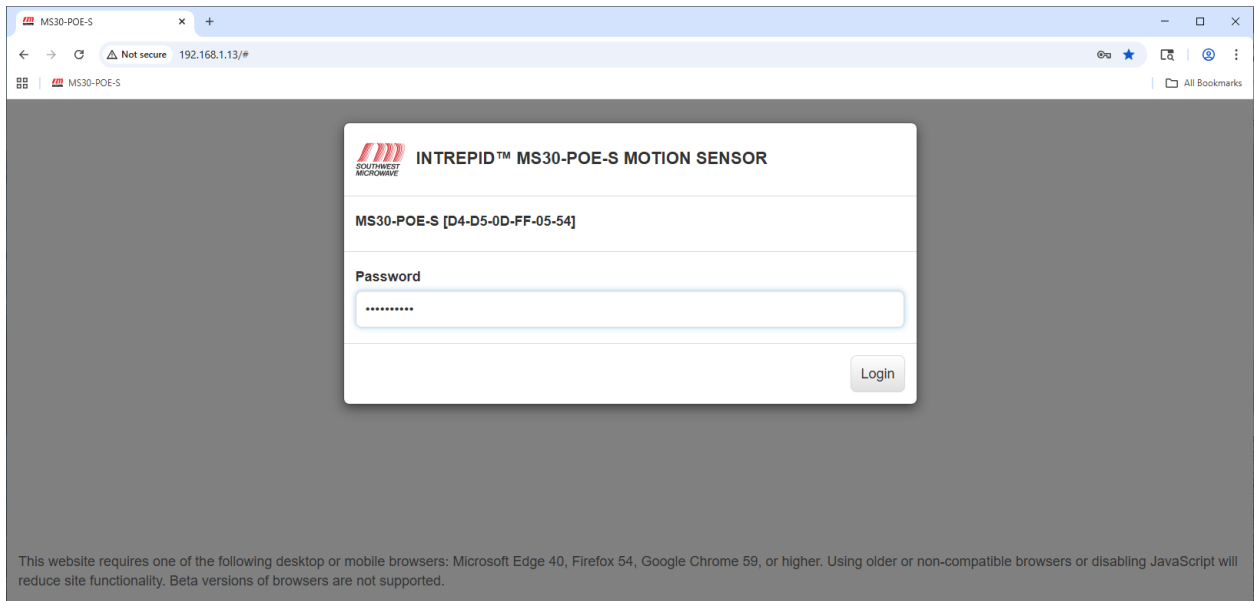 MS30-POE-S
Not secure 192.168.1.13/#
MS30-POE-S
All Bookmarks
SOUTHWEST
MICROWAVE
INTREPID™ MS30-POE-S MOTION SENSOR
MS30-POE-S [D4-D5-0D-FF-05-54]
Password
••••••••••
Login
This website requires one of the following desktop or mobile browsers: Microsoft Edge 40, Firefox 54, Google Chrome 59, or higher. Using older or non-compatible browsers or disabling JavaScript will
reduce site functionality. Beta versions of browsers are not supported.